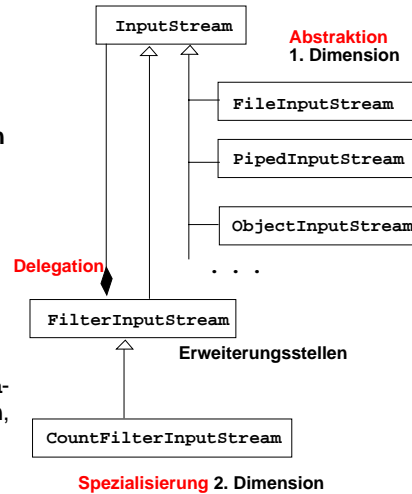 InputStream
Abstraktion
1. Dimension
FileInputStream
n
PipedInputStream
ObjectInputStream
Delegation
. . .
FilterInputStream
Erweiterungsstellen
a-
n,
CountFilterInputStream
Spezialisierung 2. Dimension